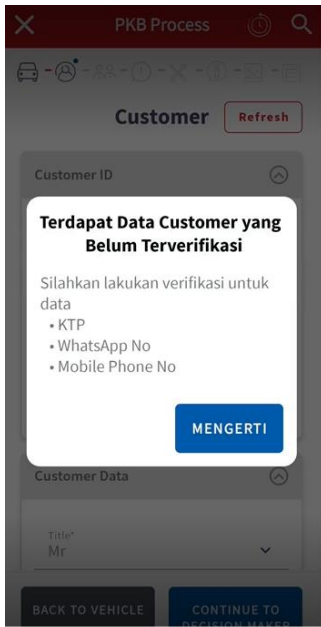 PKB Process
Customer
Refresh
Customer ID
Terdapat Data Customer yang
Belum Terverifikasi
Silahkan lakukan verifikasi untuk
data
• KTP
• WhatsApp No
• Mobile Phone No
MENGERTI
Customer Data
Title*
Mr
BACK TO VEHICLE
CONTINUE TO
DECISION MAKER